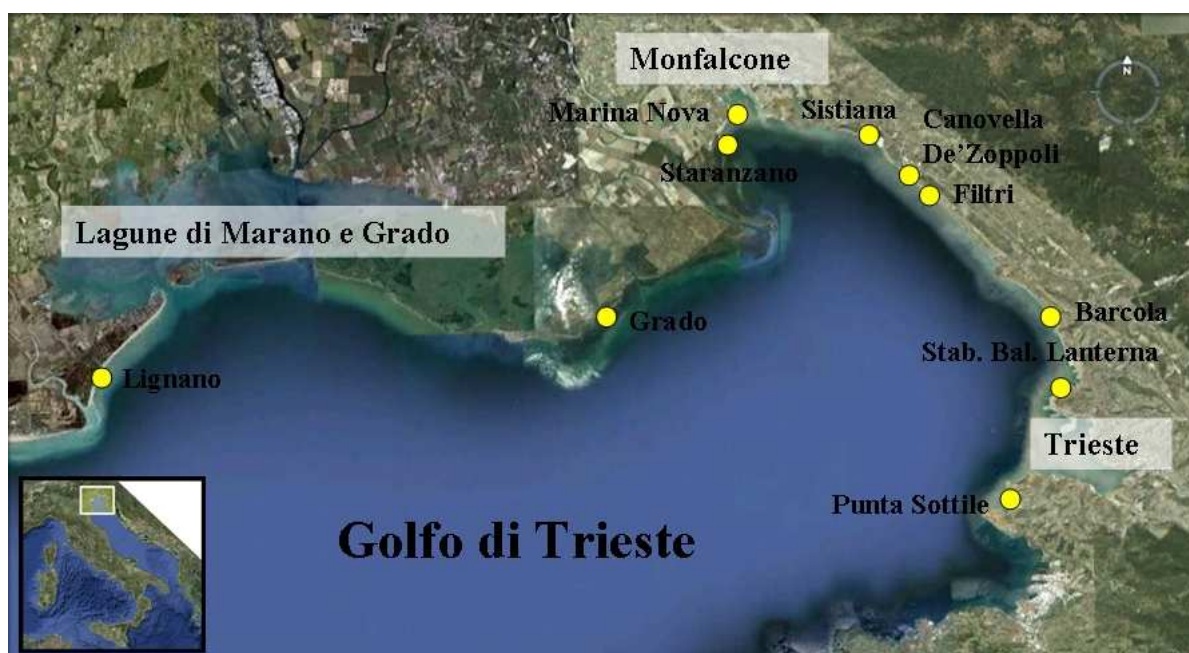 Monfalcone
Marina Nova
Sistiana
Canovella
De'Zoppoli
Staranzano
Filtri
Lagune di Marano e Grado
Grado
Barcola
Stab. Bal. Lanterna
Lignano
Trieste
Punta Sottile
Golfo di Trieste
N